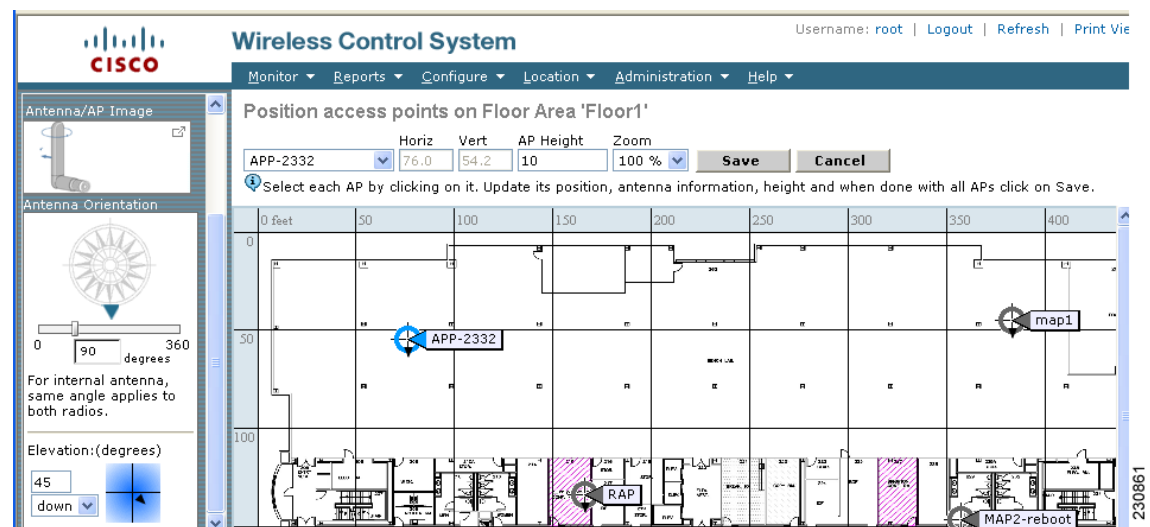 CISCO
Wireless Control System
Username: root | Logout | Refresh | Print Vie
Monitor Reports Configure Location Administration Help
Antenna/AP Image
Position access points on Floor Area 'Floor1'
Horiz Vert AP Height Zoom
APP-2332 76.0 54.2 10 100 % Save Cancel
Select each AP by clicking on it. Update its position, antenna information, height and when done with all APs click on Save.
Antenna Orientation
0 feet 50 100 150 200 250 300 350 400
0
50
100
APP-2332
map1
BENCH LAB
RAP
MAP2-reboot
0 90 360
degrees
For internal antenna,
same angle applies to
both radios.
Elevation:(degrees)
45
down
230861